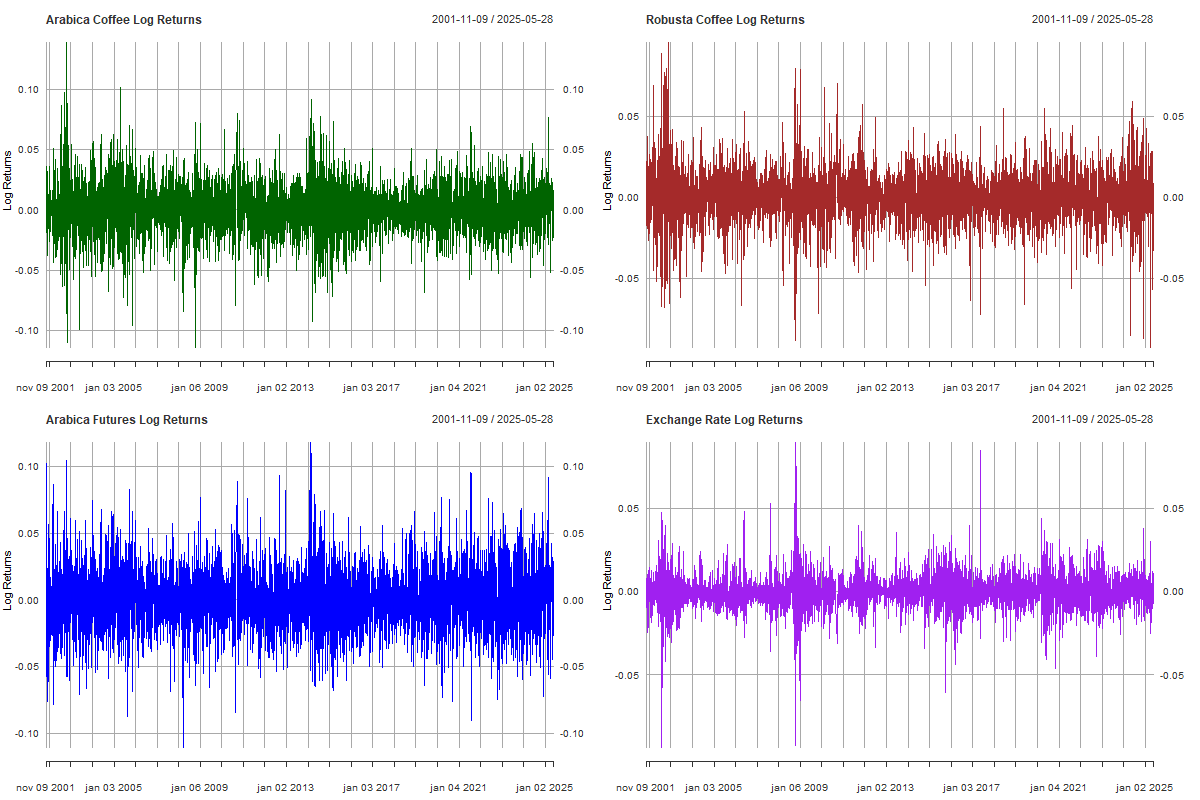 Arabica Coffee Log Returns 2001-11-09 / 2025-05-28
Log Returns
0.10 0.10
0.05 0.05
0.00 0.00
-0.05 -0.05
-0.10 -0.10
nov 09 2001 jan 03 2005 jan 06 2009 jan 02 2013 jan 03 2017 jan 04 2021 jan 02 2025
Robusta Coffee Log Returns 2001-11-09 / 2025-05-28
Log Returns
0.05 0.05
0.00 0.00
-0.05 -0.05
nov 09 2001 jan 03 2005 jan 06 2009 jan 02 2013 jan 03 2017 jan 04 2021 jan 02 2025
Arabica Futures Log Returns 2001-11-09 / 2025-05-28
Log Returns
0.10 0.10
0.05 0.05
0.00 0.00
-0.05 -0.05
-0.10 -0.10
nov 09 2001 jan 03 2005 jan 06 2009 jan 02 2013 jan 03 2017 jan 04 2021 jan 02 2025
Exchange Rate Log Returns 2001-11-09 / 2025-05-28
Log Returns
0.05 0.05
0.00 0.00
-0.05 -0.05
nov 09 2001 jan 03 2005 jan 06 2009 jan 02 2013 jan 03 2017 jan 04 2021 jan 02 2025